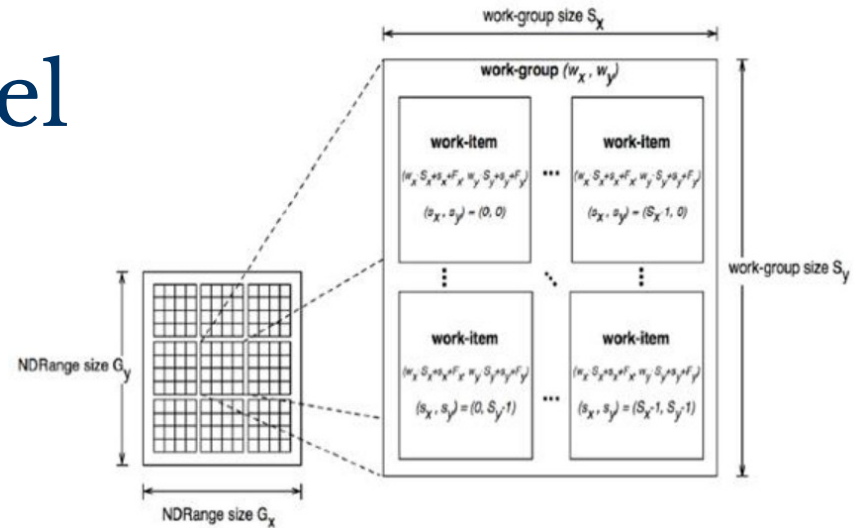 el
work-group size Sx
work-group (wx, wy)
work-item
(wx·Sx+sx+Fx, wy·Sy+sy+Fy)
(sx, sy) = (0, 0)
...
work-item
(wx·Sx+sx+Fx, wy·Sy+sy+Fy)
(sx, sy) = (Sx-1, 0)
work-group size Sy
work-item
(wx·Sx+sx+Fx, wy·Sy+sy+Fy)
(sx, sy) = (0, Sy-1)
...
work-item
(wx·Sx+sx+Fx, wy·Sy+sy+Fy)
(sx, sy) = (Sx-1, Sy-1)
NDRange size Gy
NDRange size Gx